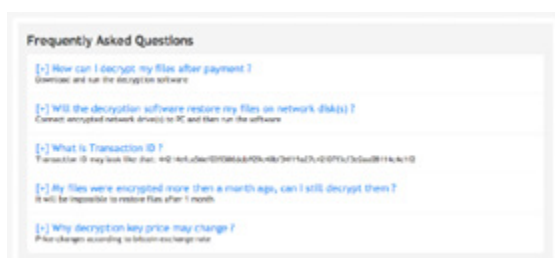 Frequently Asked Questions
[-] How can I decrypt my files after payment ?
Download and run the decryption software
[-] Will the decryption software restore my files on network disk(s) ?
Connect encrypted network drive(s) to PC and then run the software
[-] What is Transaction ID ?
Transaction ID may look like that:
[-] My files were encrypted more then a month ago, can I still decrypt them ?
It will be impossible to restore files after 1 month
[-] Why decryption key price may change ?
Price changes according to bitcoin exchange rate